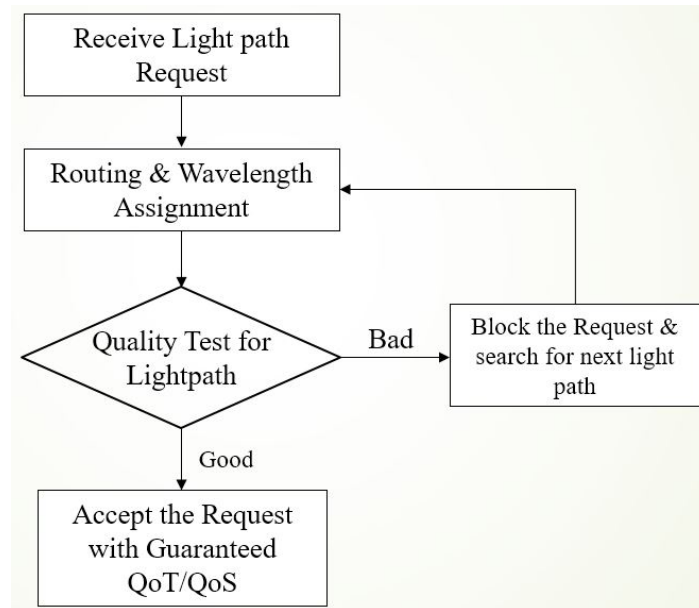 Receive Light path
Request
Routing & Wavelength
Assignment
Quality Test for
Lightpath
Bad
Block the Request &
search for next light
path
Good
Accept the Request
with Guaranteed
QoT/QoS